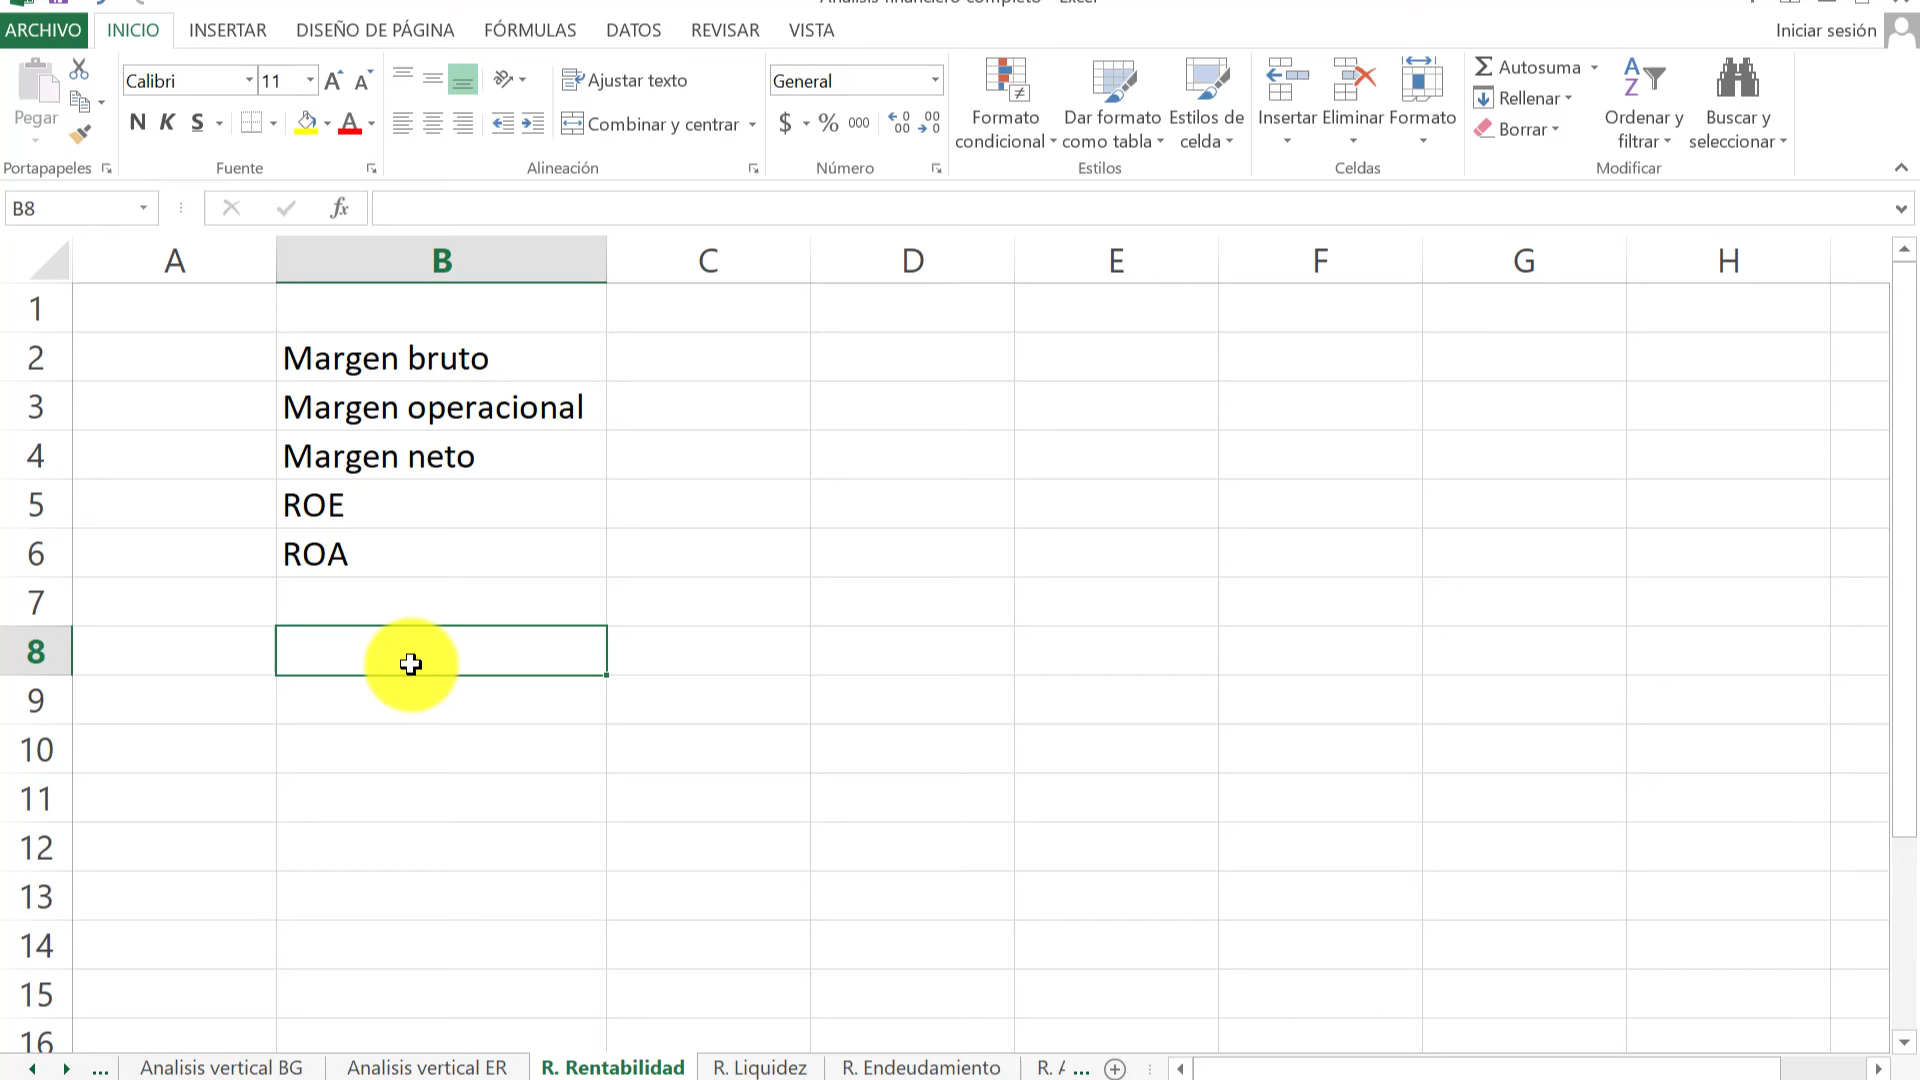 Análisis financiero completo - Excel
ARCHIVO INICIO INSERTAR DISEÑO DE PÁGINA FÓRMULAS DATOS REVISAR VISTA Iniciar sesión
Calibri 11 Ajustar texto General Autosuma
Rellenar
Pegar N K S Combinar y centrar $ % 000 Formato condicional Dar formato como tabla Estilos de celda Insertar Eliminar Formato Borrar Ordenar y filtrar Buscar y seleccionar
Portapapeles Fuente Alineación Número Estilos Celdas Modificar
B8 fx
A B C D E F G H
1
2 Margen bruto
3 Margen operacional
4 Margen neto
5 ROE
6 ROA
7
8
9
10
11
12
13
14
15
16
... Analisis vertical BG Analisis vertical ER R. Rentabilidad R. Liquidez R. Endeudamiento R. A ...